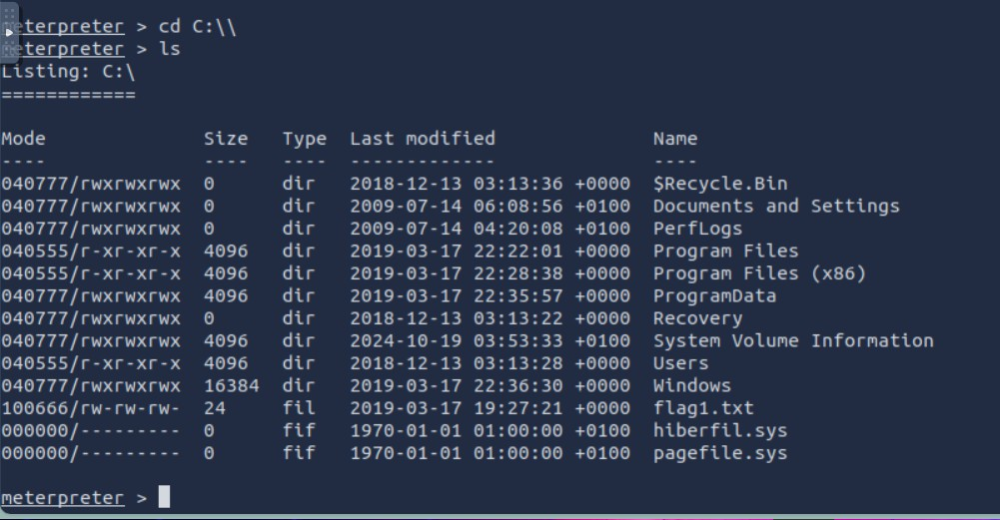 meterpreter > cd C:\\
meterpreter > ls
Listing: C:\
============
Mode Size Type Last modified Name
---- ---- ---- ------------- ----
040777/rwxrwxrwx 0 dir 2018-12-13 03:13:36 +0000 $Recycle.Bin
040777/rwxrwxrwx 0 dir 2009-07-14 06:08:56 +0100 Documents and Settings
040777/rwxrwxrwx 0 dir 2009-07-14 04:20:08 +0100 PerfLogs
040555/r-xr-xr-x 4096 dir 2019-03-17 22:22:01 +0000 Program Files
040555/r-xr-xr-x 4096 dir 2019-03-17 22:28:38 +0000 Program Files (x86)
040777/rwxrwxrwx 4096 dir 2019-03-17 22:35:57 +0000 ProgramData
040777/rwxrwxrwx 0 dir 2018-12-13 03:13:22 +0000 Recovery
040777/rwxrwxrwx 4096 dir 2024-10-19 03:53:33 +0100 System Volume Information
040555/r-xr-xr-x 4096 dir 2018-12-13 03:13:28 +0000 Users
040777/rwxrwxrwx 16384 dir 2019-03-17 22:36:30 +0000 Windows
100666/rw-rw-rw- 24 fil 2019-03-17 19:27:21 +0000 flag1.txt
000000/--------- 0 fif 1970-01-01 01:00:00 +0100 hiberfil.sys
000000/--------- 0 fif 1970-01-01 01:00:00 +0100 pagefile.sys
meterpreter >